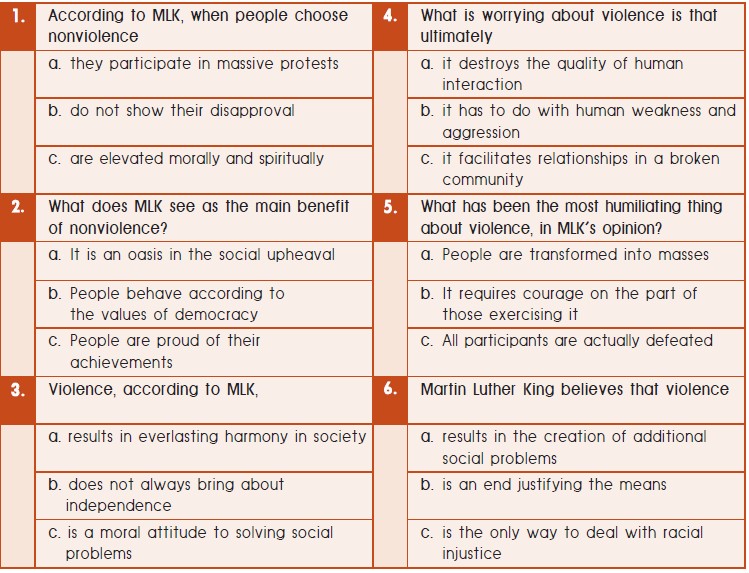 1. According to MLK, when people choose
nonviolence
a. they participate in massive protests
b. do not show their disapproval
c. are elevated morally and spiritually
2. What does MLK see as the main benefit
of nonviolence?
a. It is an oasis in the social upheaval
b. People behave according to
the values of democracy
c. People are proud of their
achievements
3. Violence, according to MLK,
a. results in everlasting harmony in society
b. does not always bring about
independence
c. is a moral attitude to solving social
problems
4. What is worrying about violence is that
ultimately
a. it destroys the quality of human
interaction
b. it has to do with human weakness and
aggression
c. it facilitates relationships in a broken
community
5. What has been the most humiliating thing
about violence, in MLK's opinion?
a. People are transformed into masses
b. It requires courage on the part of
those exercising it
c. All participants are actually defeated
6. Martin Luther King believes that violence
a. results in the creation of additional
social problems
b. is an end justifying the means
c. is the only way to deal with racial
injustice